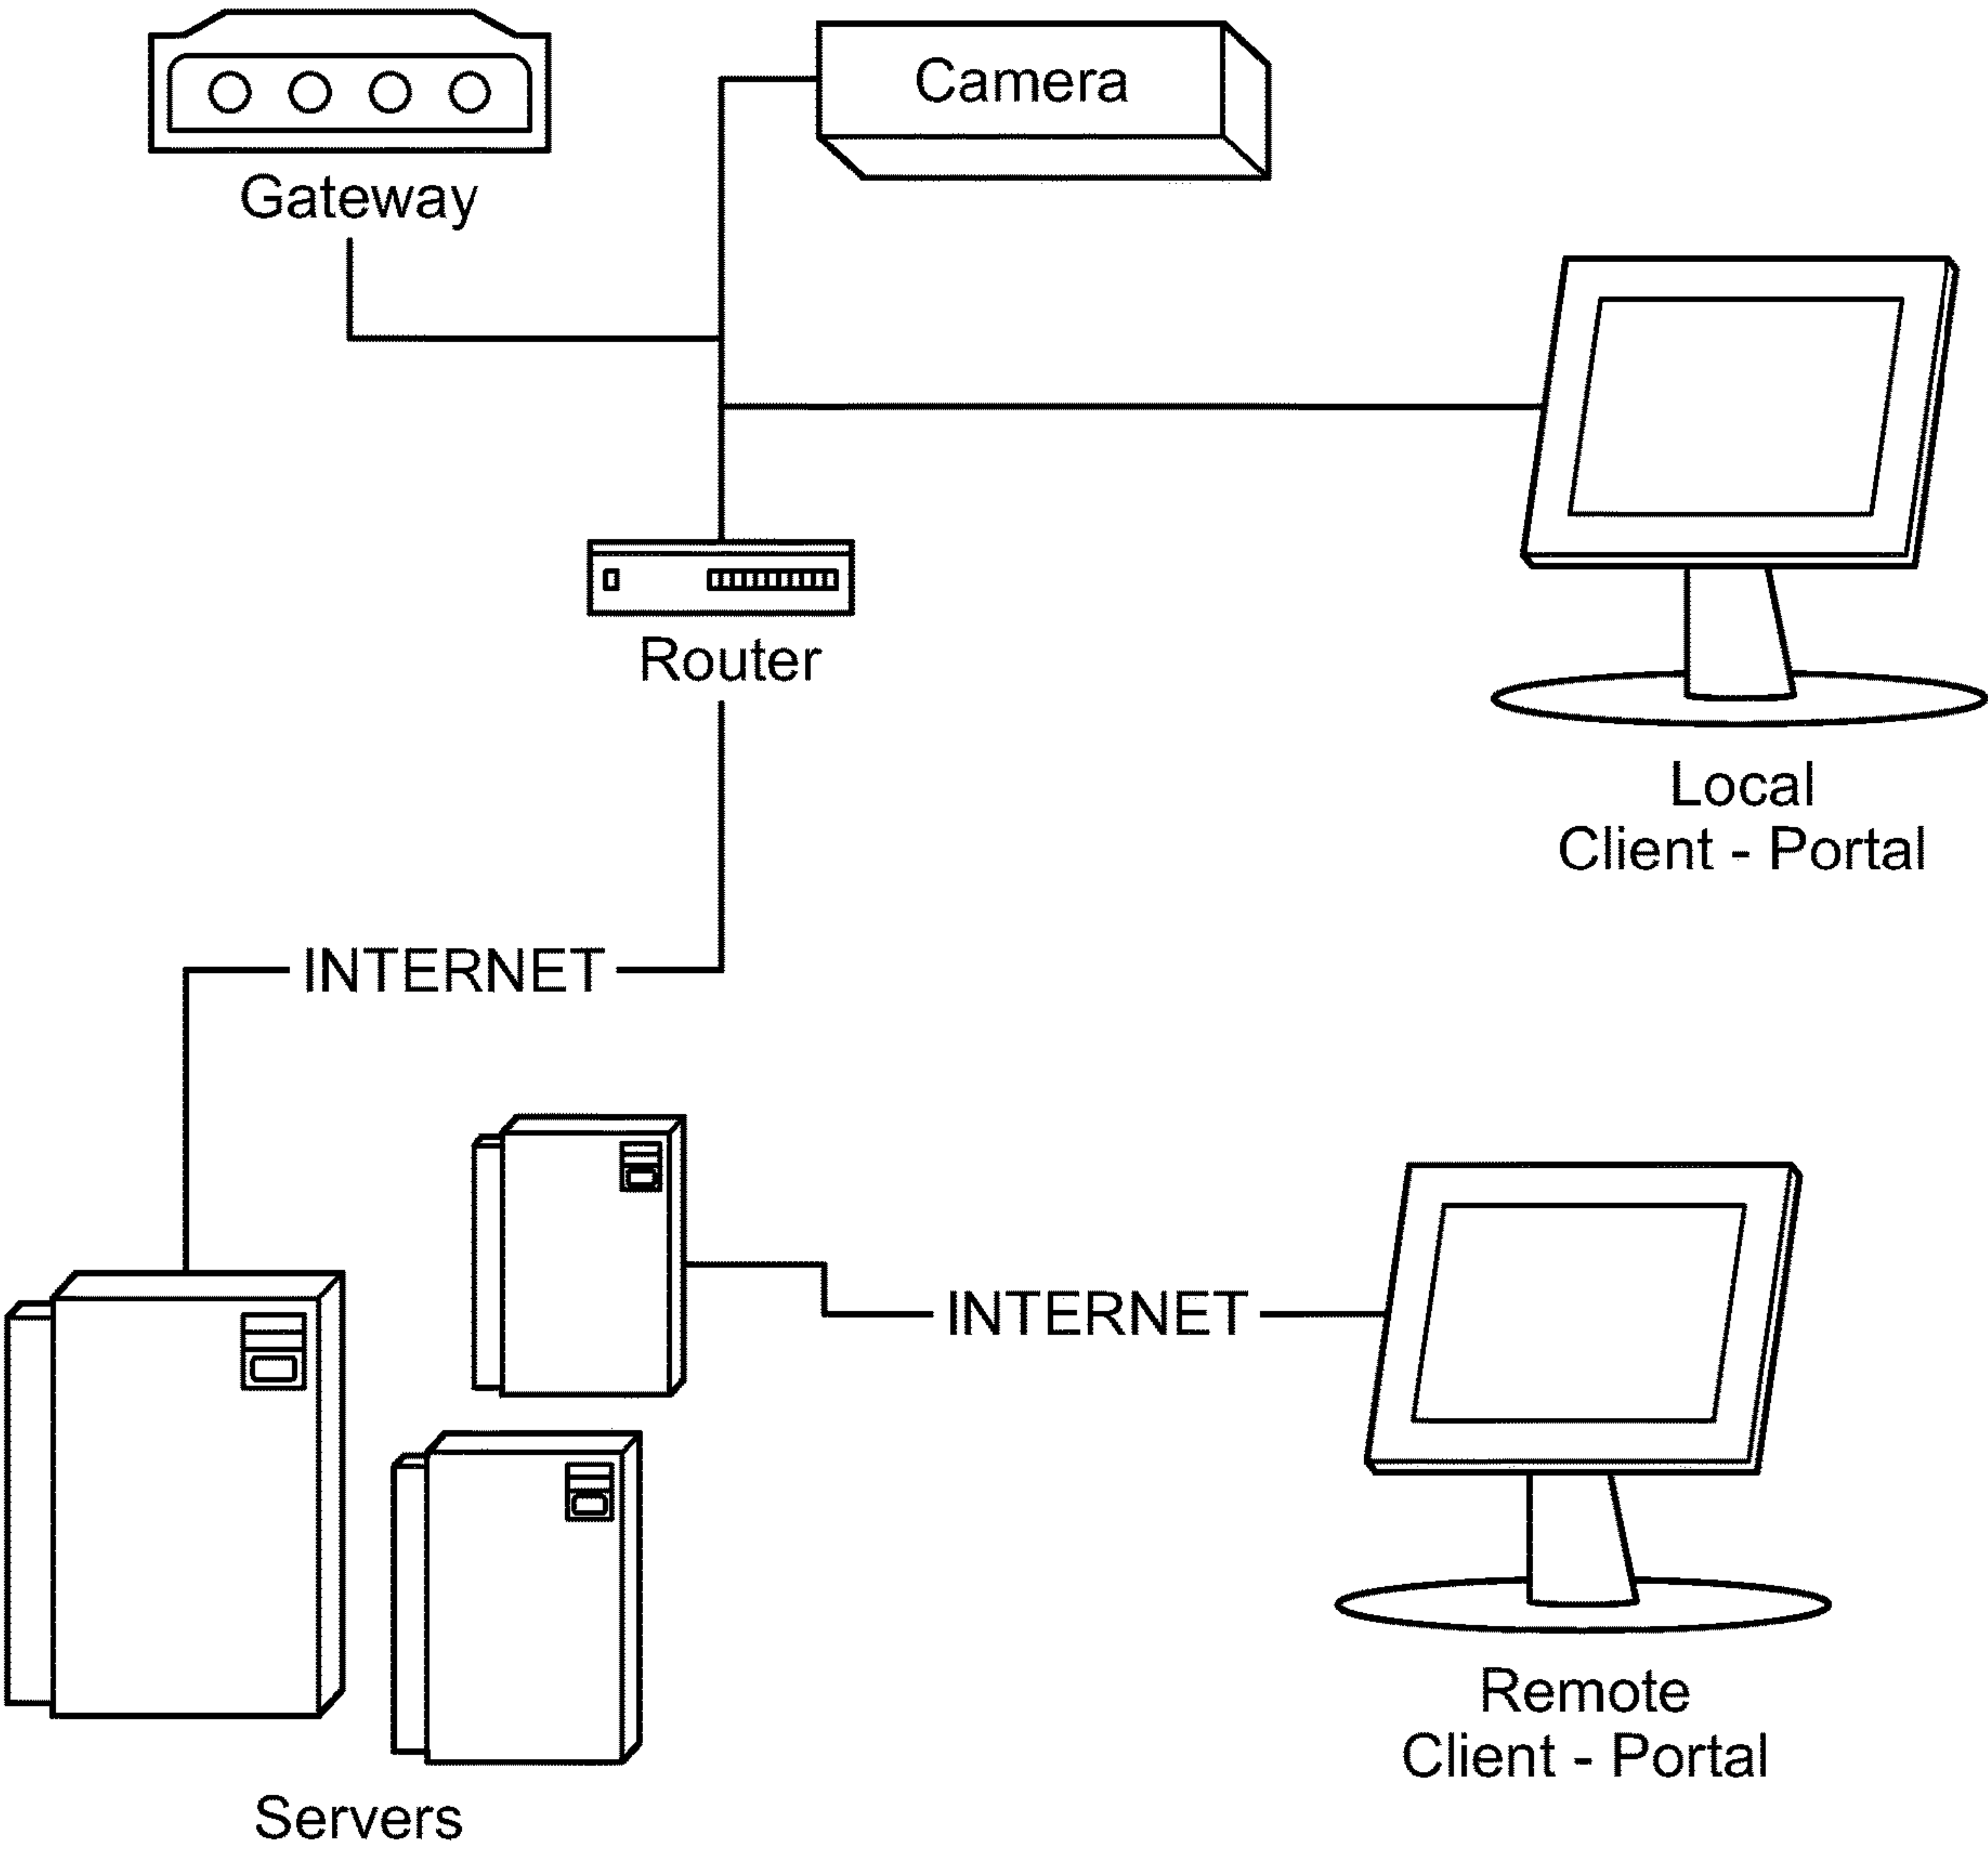 Camera
Gateway
Router
Local
Client - Portal
INTERNET
INTERNET
Remote
Client - Portal
Servers